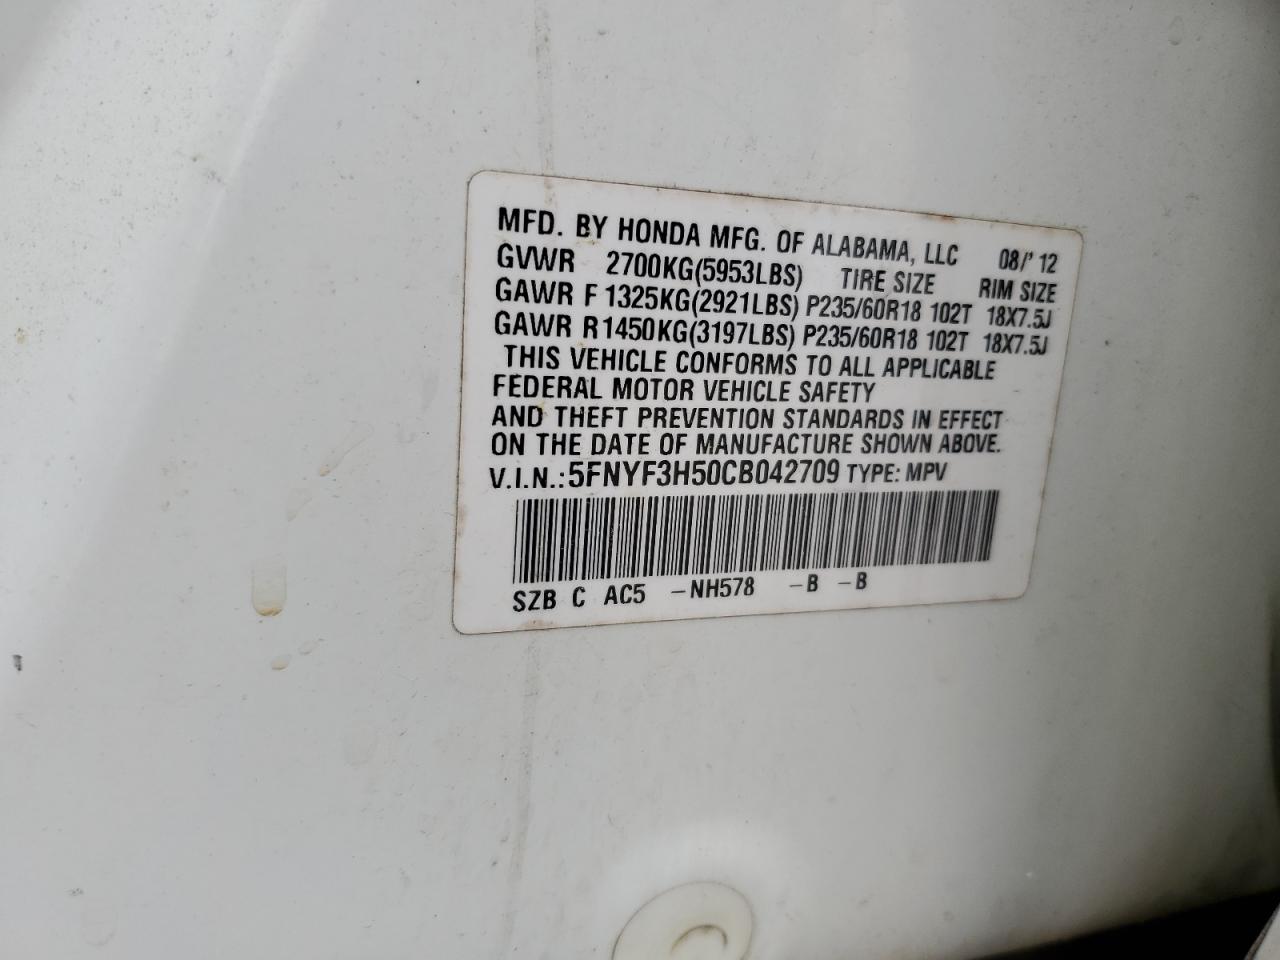 MFD. BY HONDA MFG. OF ALABAMA, LLC 08/'12
GVWR 2700KG(5953LBS) TIRE SIZE RIM SIZE
GAWR F 1325KG(2921LBS) P235/60R18 102T 18X7.5J
GAWR R1450KG(3197LBS) P235/60R18 102T 18X7.5J
THIS VEHICLE CONFORMS TO ALL APPLICABLE
FEDERAL MOTOR VEHICLE SAFETY
AND THEFT PREVENTION STANDARDS IN EFFECT
ON THE DATE OF MANUFACTURE SHOWN ABOVE.
V.I.N.:5FNYF3H50CB042709 TYPE: MPV
SZB C AC5 -NH578 -B -B